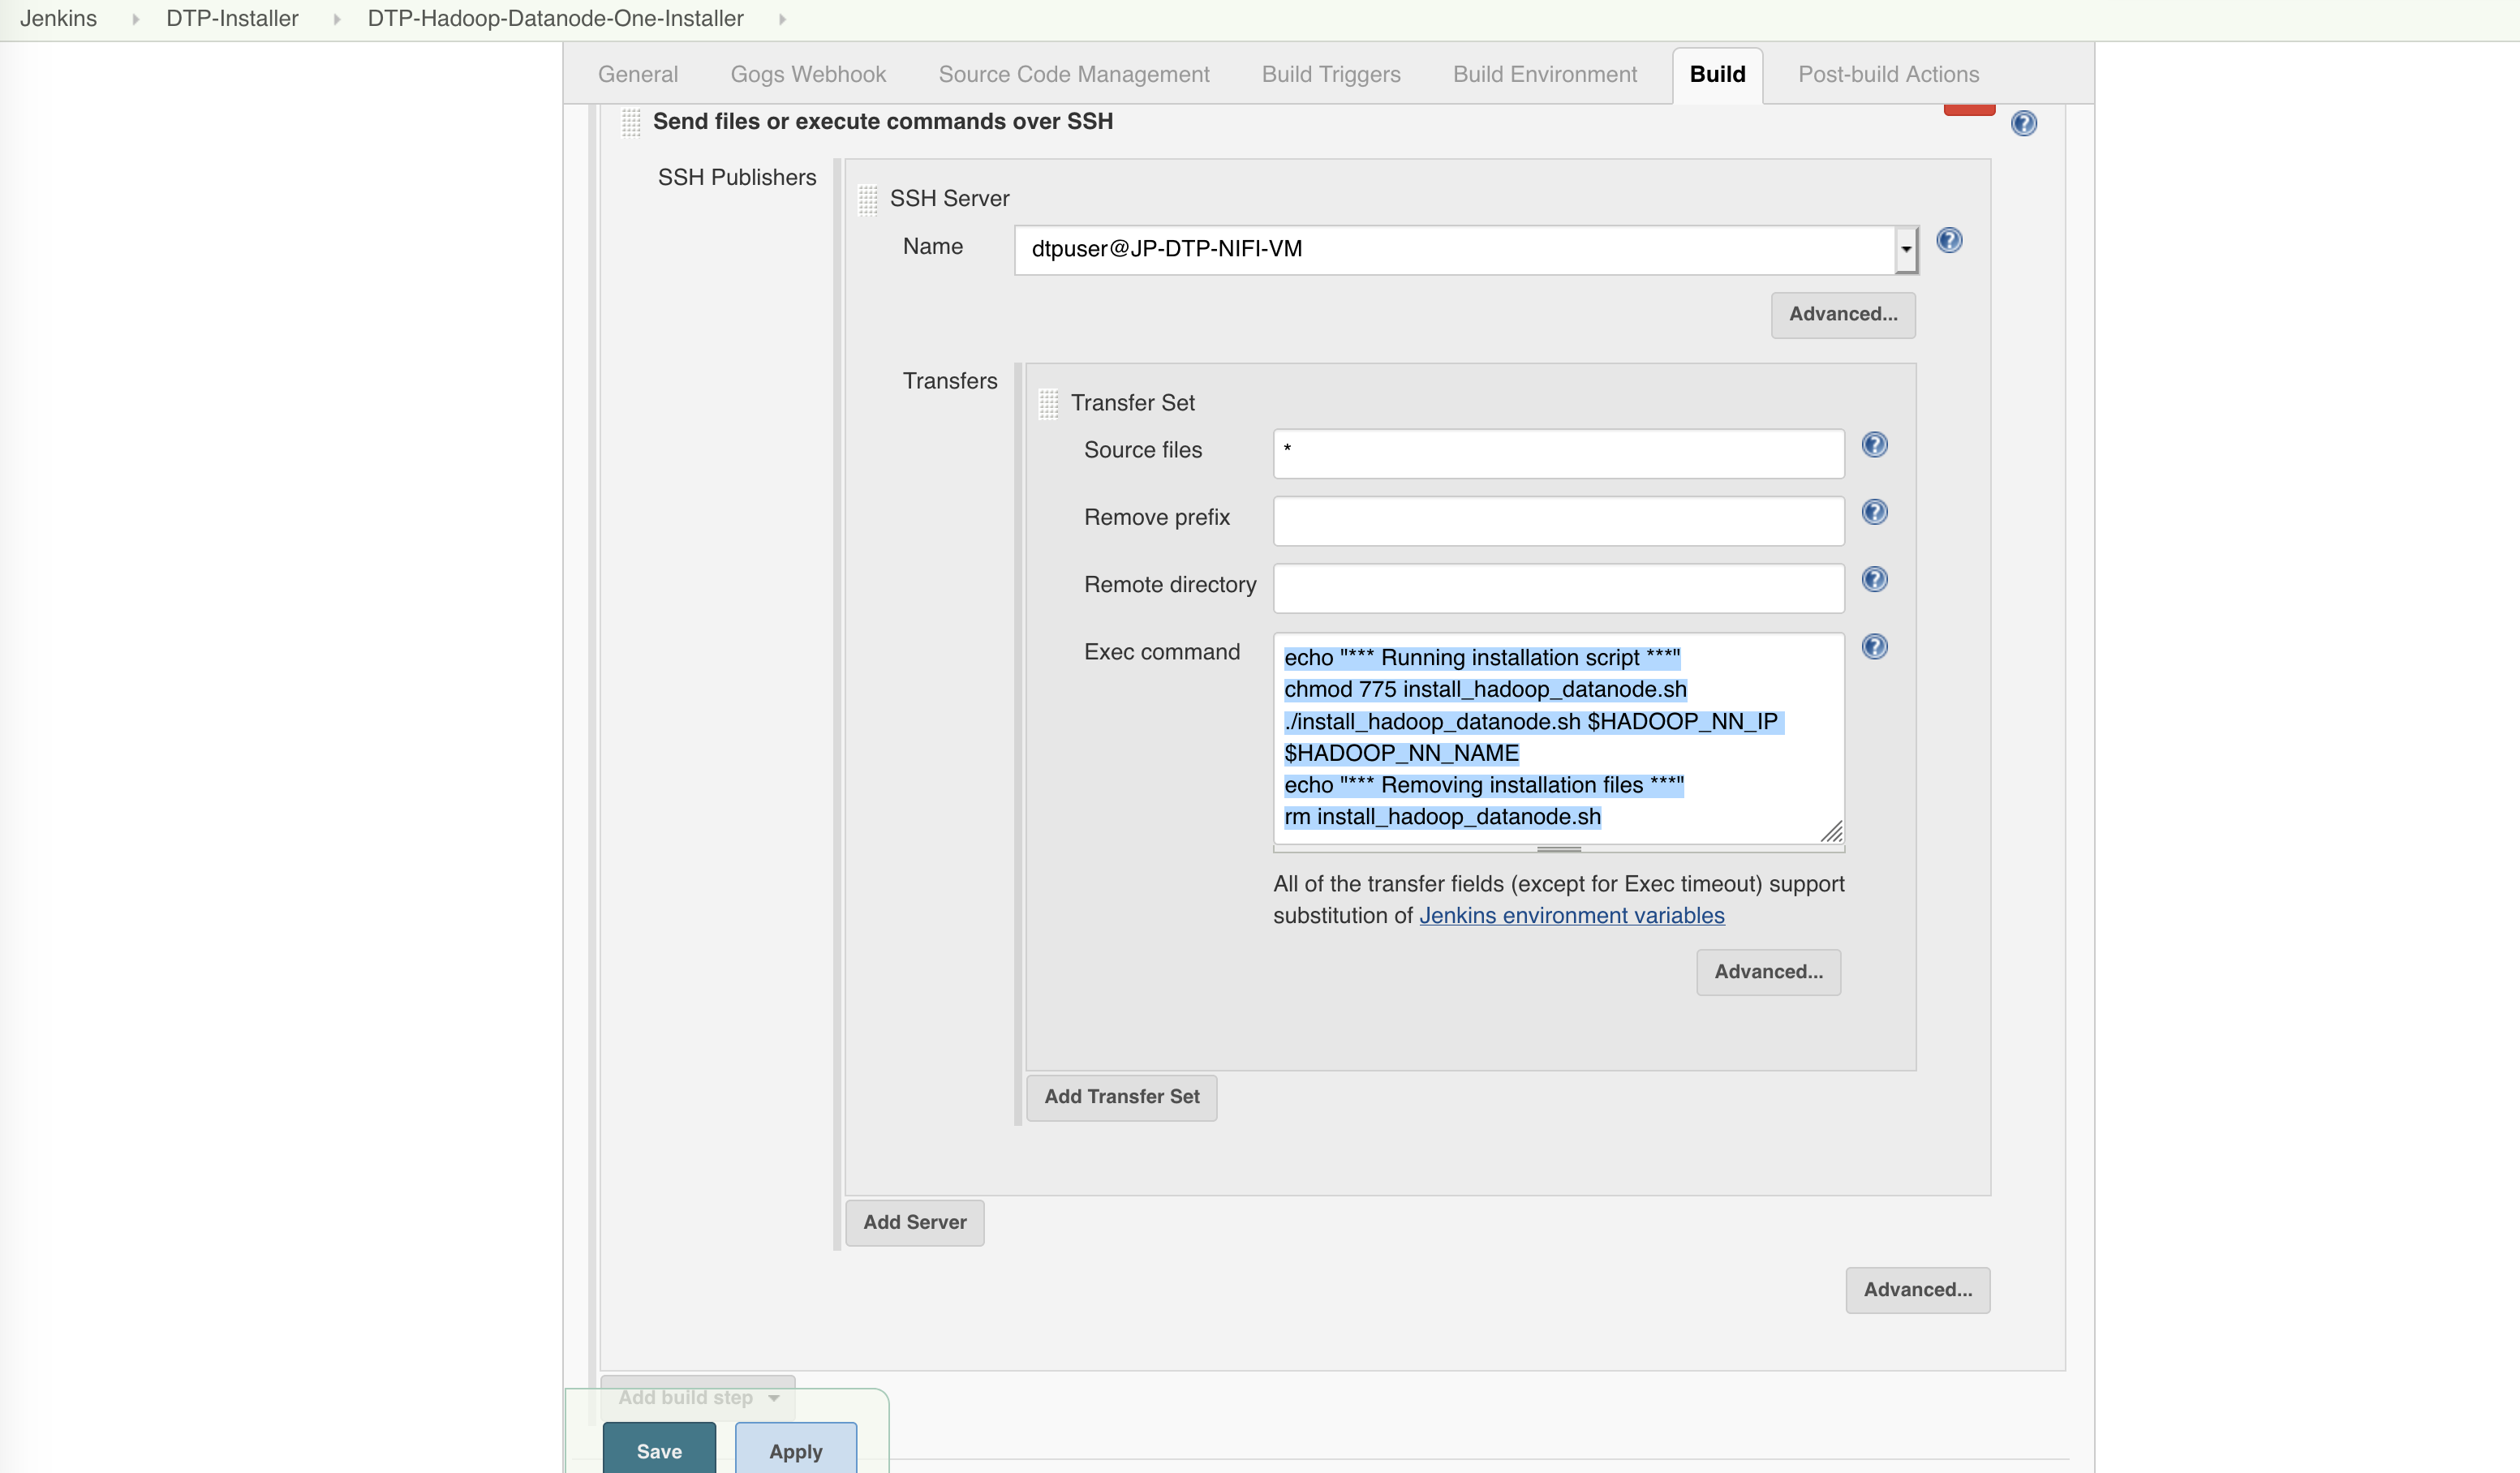 Jenkins DTP-Installer DTP-Hadoop-Datanode-One-Installer
General Gogs Webhook Source Code Management Build Triggers Build Environment Build Post-build Actions
Send files or execute commands over SSH
SSH Publishers
SSH Server
Name dtpuser@JP-DTP-NIFI-VM
Advanced...
Transfers
Transfer Set
Source files *
Remove prefix
Remote directory
Exec command
echo "*** Running installation script ***"
chmod 775 install_hadoop_datanode.sh
./install_hadoop_datanode.sh $HADOOP_NN_IP
$HADOOP_NN_NAME
echo "*** Removing installation files ***"
rm install_hadoop_datanode.sh
All of the transfer fields (except for Exec timeout) support
substitution of Jenkins environment variables
Advanced...
Add Transfer Set
Add Server
Advanced...
Add build step
Save Apply